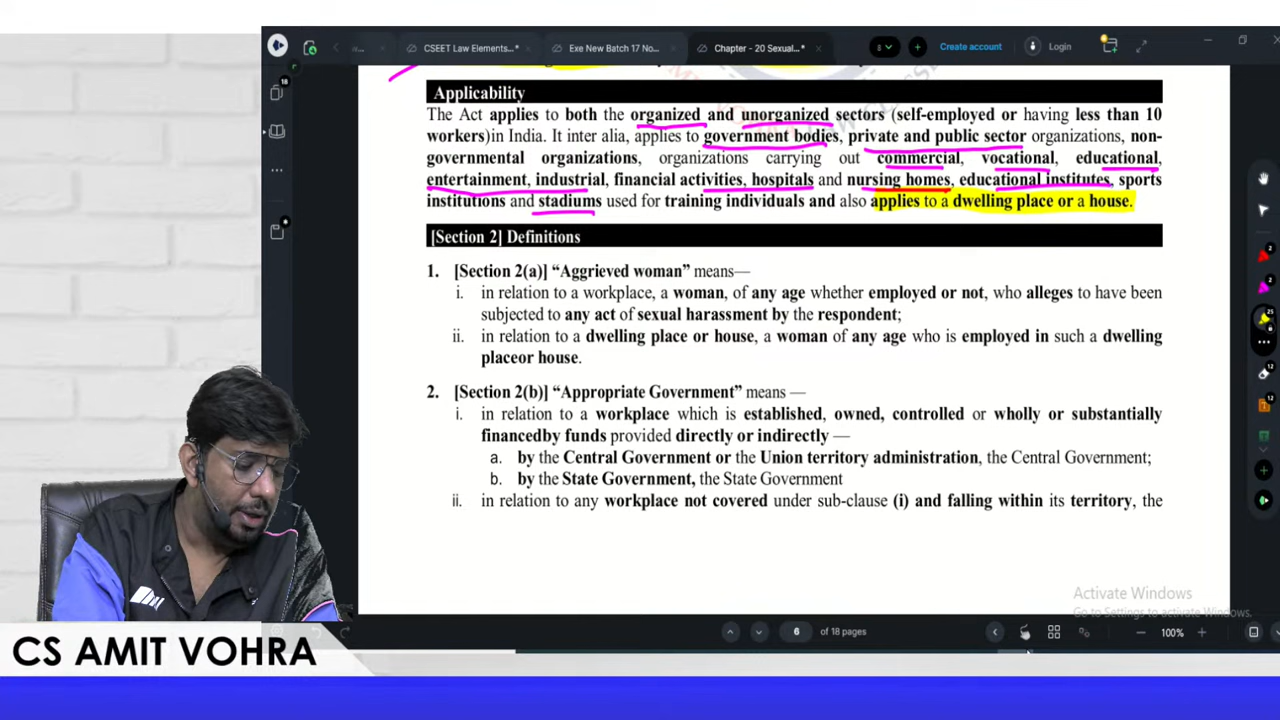 CSEET Law Elements...*
Exe New Batch 17 No...
Chapter - 20 Sexual...*
Create account
Login
Applicability
The Act applies to both the organized and unorganized sectors (self-employed or having less than 10
workers)in India. It inter alia, applies to government bodies, private and public sector organizations, non-
governmental organizations, organizations carrying out commercial, vocational, educational,
entertainment, industrial, financial activities, hospitals and nursing homes, educational institutes, sports
institutions and stadiums used for training individuals and also applies to a dwelling place or a house.
[Section 2] Definitions
1. [Section 2(a)] “Aggrieved woman” means—
i. in relation to a workplace, a woman, of any age whether employed or not, who alleges to have been
subjected to any act of sexual harassment by the respondent;
ii. in relation to a dwelling place or house, a woman of any age who is employed in such a dwelling
placeor house.
2. [Section 2(b)] “Appropriate Government” means —
i. in relation to a workplace which is established, owned, controlled or wholly or substantially
financedby funds provided directly or indirectly —
a. by the Central Government or the Union territory administration, the Central Government;
b. by the State Government, the State Government
ii. in relation to any workplace not covered under sub-clause (i) and falling within its territory, the
Activate Windows
Go to Settings to activate Windows.
6 of 18 pages
100%
CS AMIT VOHRA